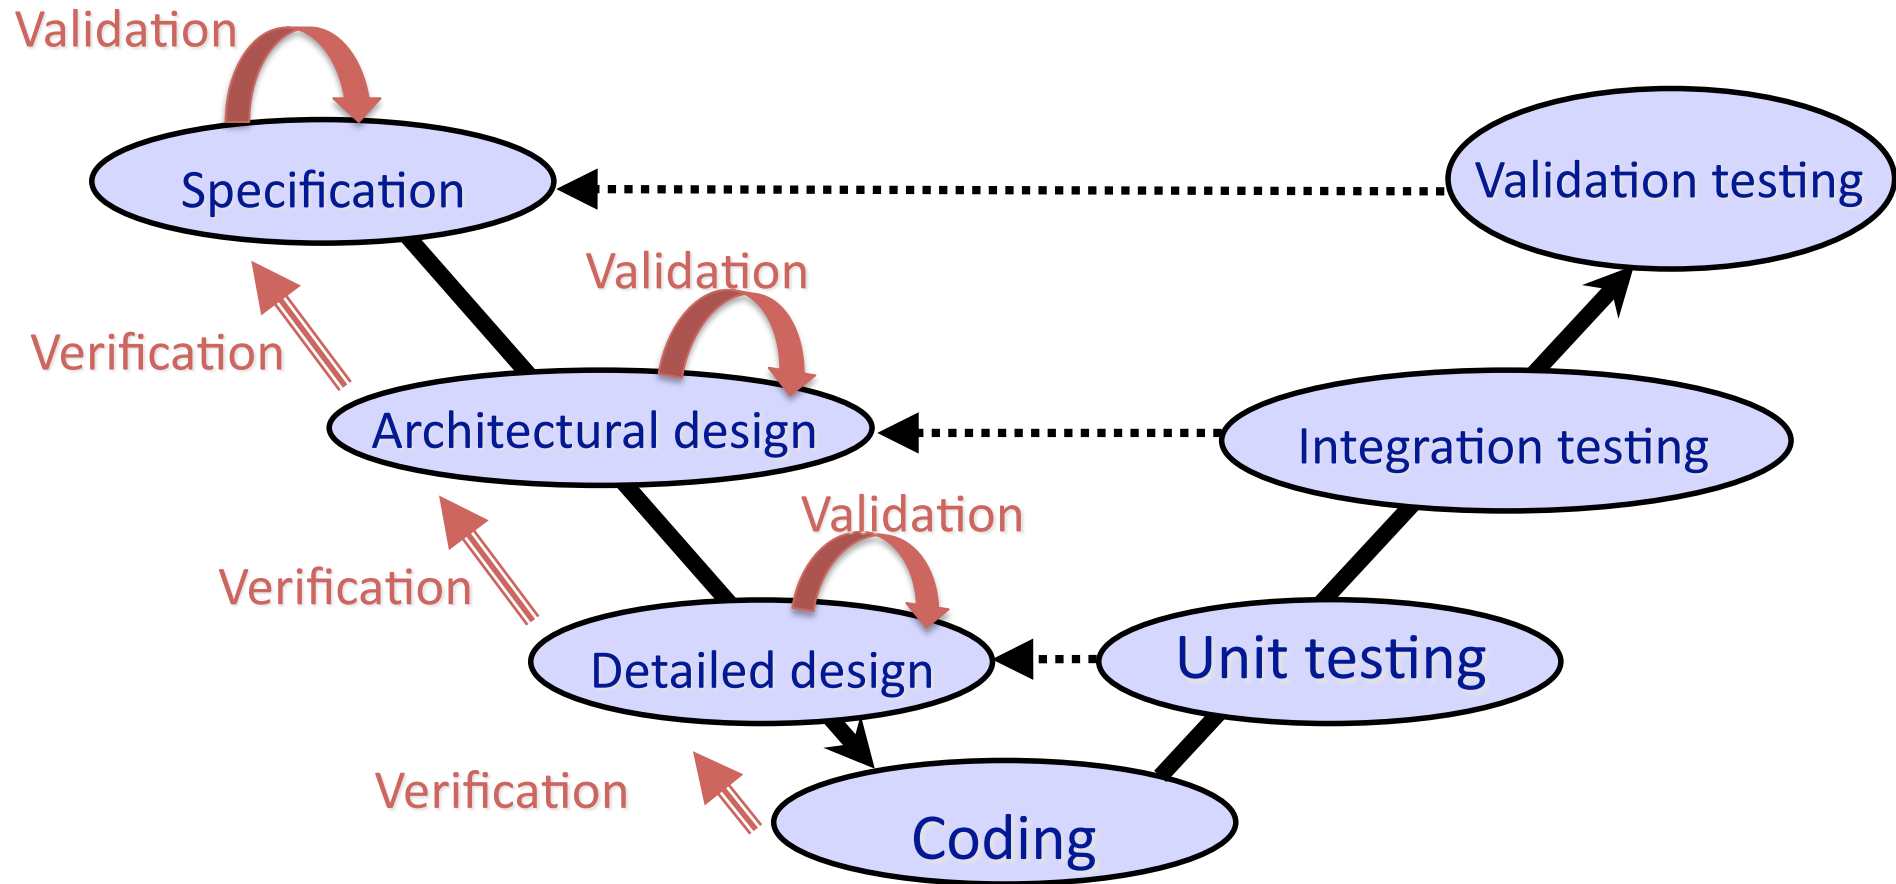 Validation
Specification
Validation testing
Validation
Verification
Architectural design
Integration testing
Validation
Verification
Detailed design
Unit testing
Verification
Coding